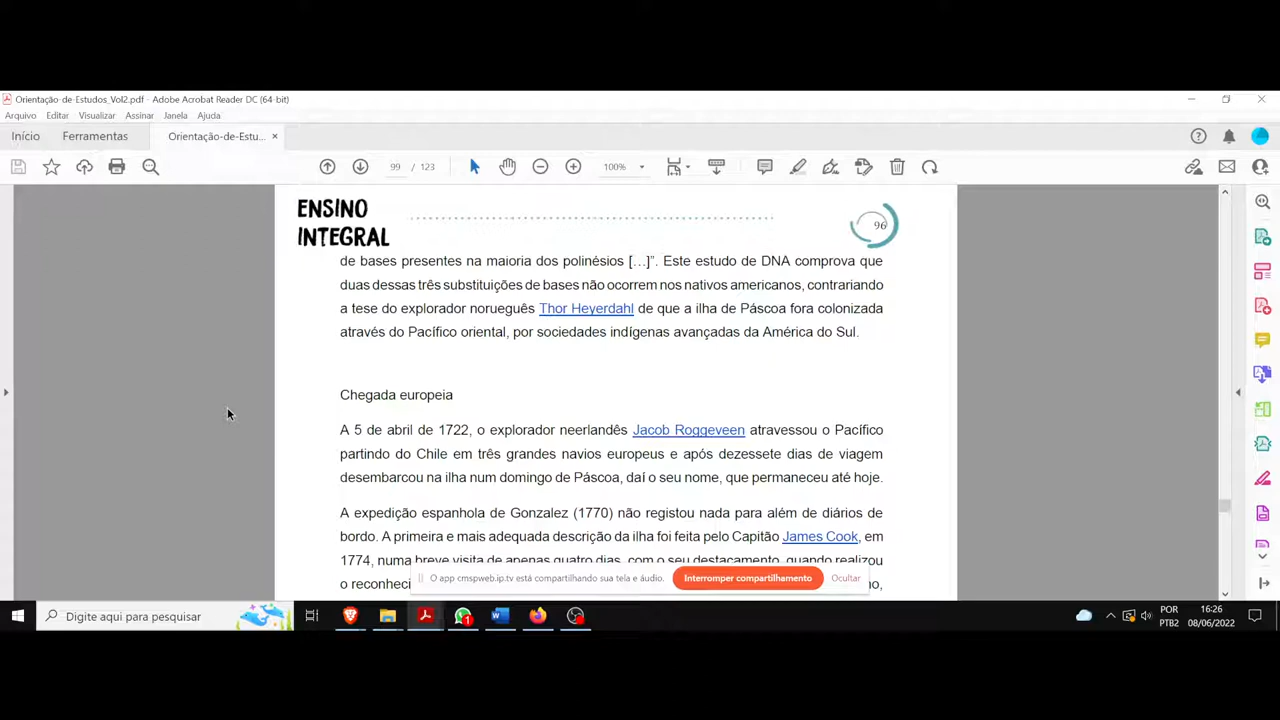 Orientação-de-Estudos_Vol2.pdf - Adobe Acrobat Reader DC (64-bit)
Arquivo Editar Visualizar Assinar Janela Ajuda
Início Ferramentas Orientação-de-Estu... ×
99 / 123 100%
ENSINO
INTEGRAL
96
de bases presentes na maioria dos polinésios [...]”. Este estudo de DNA comprova que
duas dessas três substituições de bases não ocorrem nos nativos americanos, contrariando
a tese do explorador norueguês Thor Heyerdahl de que a ilha de Páscoa fora colonizada
através do Pacífico oriental, por sociedades indígenas avançadas da América do Sul.
Chegada europeia
A 5 de abril de 1722, o explorador neerlandês Jacob Roggeveen atravessou o Pacífico
partindo do Chile em três grandes navios europeus e após dezessete dias de viagem
desembarcou na ilha num domingo de Páscoa, daí o seu nome, que permaneceu até hoje.
A expedição espanhola de Gonzalez (1770) não registou nada para além de diários de
bordo. A primeira e mais adequada descrição da ilha foi feita pelo Capitão James Cook, em
1774, numa breve visita de apenas quatro dias, com o seu destacamento, quando realizou
o
O app cmspweb.ip.tv está compartilhando sua tela e áudio. Interromper compartilhamento Ocultar
Digite aqui para pesquisar
1
POR
PTB2
16:26
08/06/2022